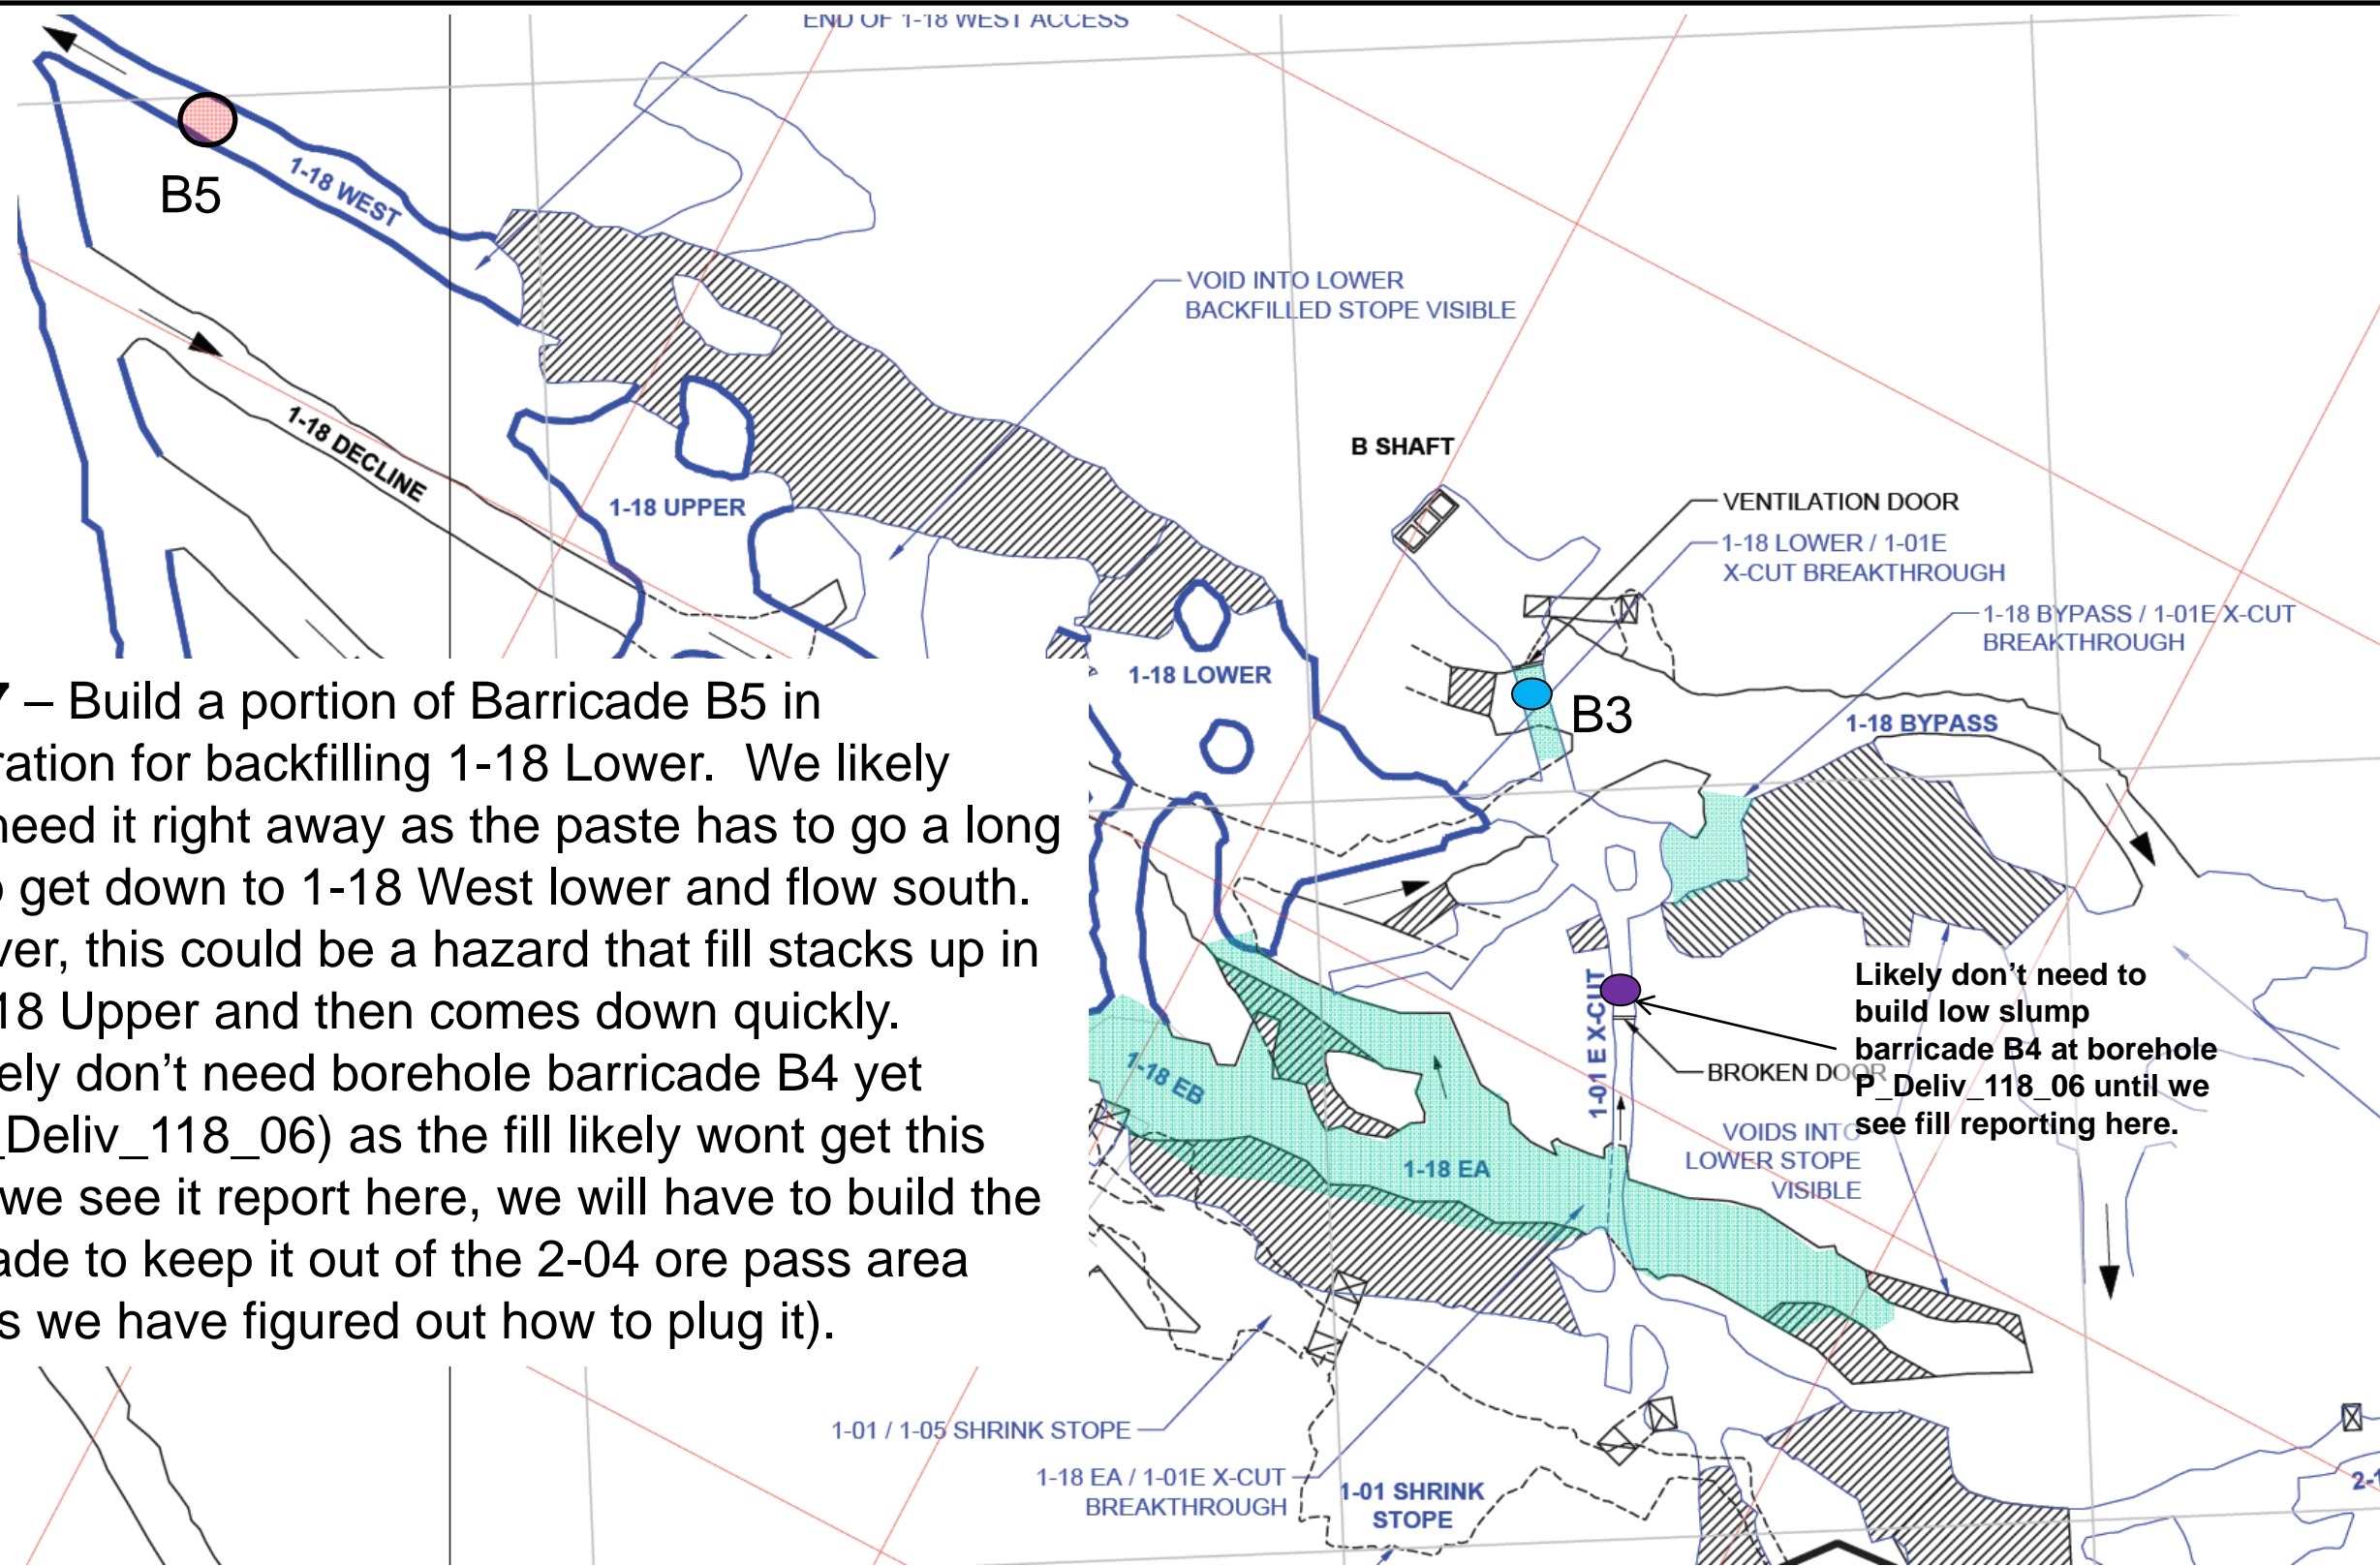 END OF 1-18 WEST ACCESS
B5
1-18 WEST
VOID INTO LOWER
BACKFILLED STOPE VISIBLE
1-18 DECLINE
1-18 UPPER
B SHAFT
VENTILATION DOOR
1-18 LOWER / 1-01E
X-CUT BREAKTHROUGH
1-18 BYPASS / 1-01E X-CUT
BREAKTHROUGH
1-18 LOWER
B3
1-18 BYPASS
7 – Build a portion of Barricade B5 in
ration for backfilling 1-18 Lower. We likely
need it right away as the paste has to go a long
o get down to 1-18 West lower and flow south.
ver, this could be a hazard that fill stacks up in
18 Upper and then comes down quickly.
ely don't need borehole barricade B4 yet
_Deliv_118_06) as the fill likely wont get this
we see it report here, we will have to build the
ade to keep it out of the 2-04 ore pass area
s we have figured out how to plug it).
1-01 E X-CUT
Likely don't need to
build low slump
barricade B4 at borehole
P_Deliv_118_06 until we
see fill reporting here.
BROKEN DOOR
1-18 EB
VOIDS INTO
LOWER STOPE
VISIBLE
1-18 EA
1-01 / 1-05 SHRINK STOPE
1-18 EA / 1-01E X-CUT
BREAKTHROUGH
1-01 SHRINK
STOPE